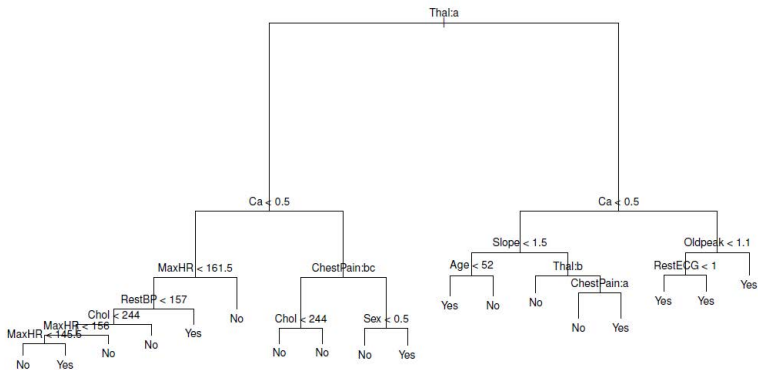 Thal:a
Ca < 0.5
Ca < 0.5
Slope < 1.5
Oldpeak < 1.1
MaxHR < 161.5
ChestPain:bc
Age < 52
Thal:b
RestECG < 1
ChestPain:a
Yes
RestBP < 157
Yes
No
No
Yes
Yes
Chol < 244
No
Chol < 244
Sex < 0.5
No
Yes
MaxHR < 156
Yes
MaxHR < 145.5
No
No
No
No
No
Yes
No
Yes